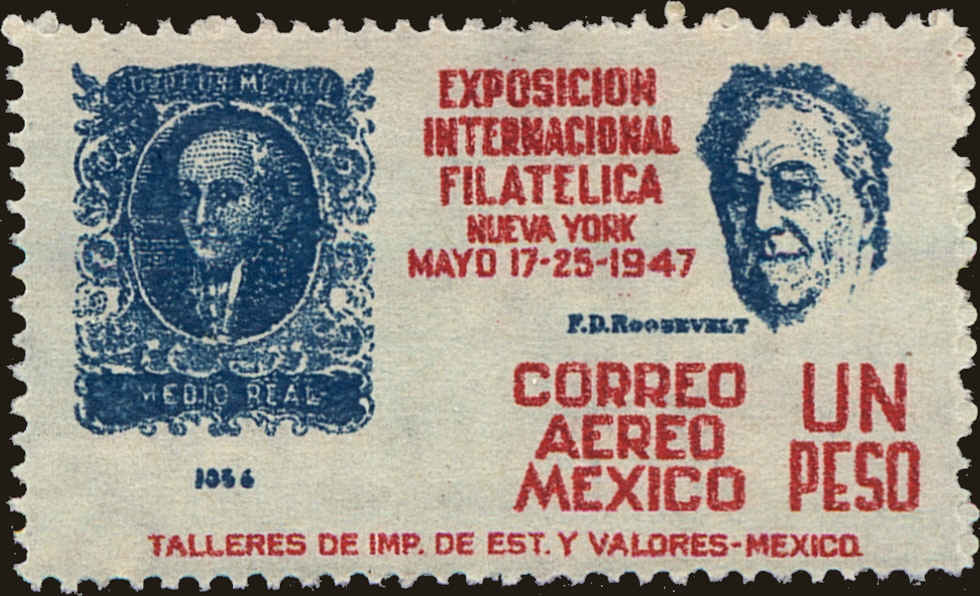 EXPOSICION
INTERNACIONAL
FILATELICA
NUEVA YORK
MAYO 17-25-1947
F.D. ROOSEVELT
MEDIO REAL
1856
CORREO
AEREO
MEXICO
UN
PESO
TALLERES DE IMP. DE EST. Y VALORES-MEXICO.